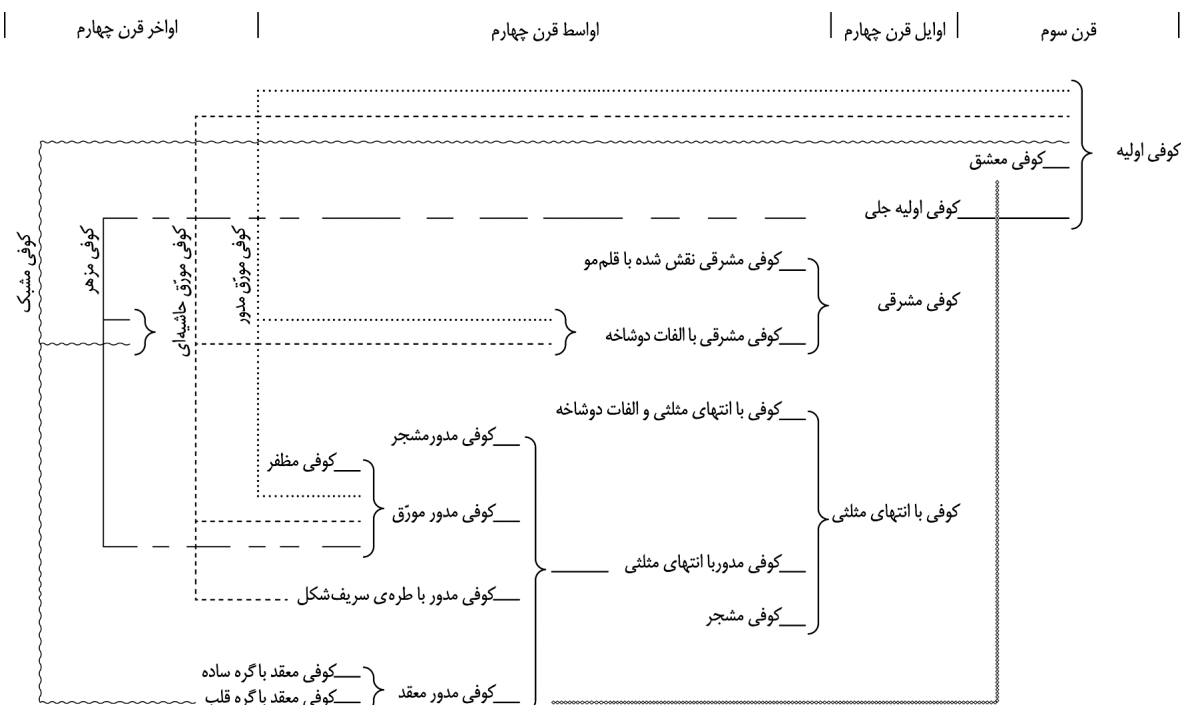 قرن سوم
اوایل قرن چهارم
اواسط قرن چهارم
اواخر قرن چهارم
کوفی اولیه
کوفی معشق
کوفی اولیه جلی
کوفی مشرقی
کوفی مشرقی نقش شده با قلم‌مو
کوفی مشرقی با الفات دوشاخه
کوفی با انتهای مثلثی
کوفی با انتهای مثلثی و الفات دوشاخه
کوفی مدوربا انتهای مثلثی
کوفی مشجر
کوفی مدورمشجر
کوفی مدور مورّق
کوفی مدور با طره‌ی سریف‌شکل
کوفی مدور معقد
کوفی مظفر
کوفی معقد با گره ساده
کوفی معقد با گره قلب
کوفی مورّق مدور
کوفی مورّق حاشیه‌ای
کوفی مزهر
کوفی مشبک